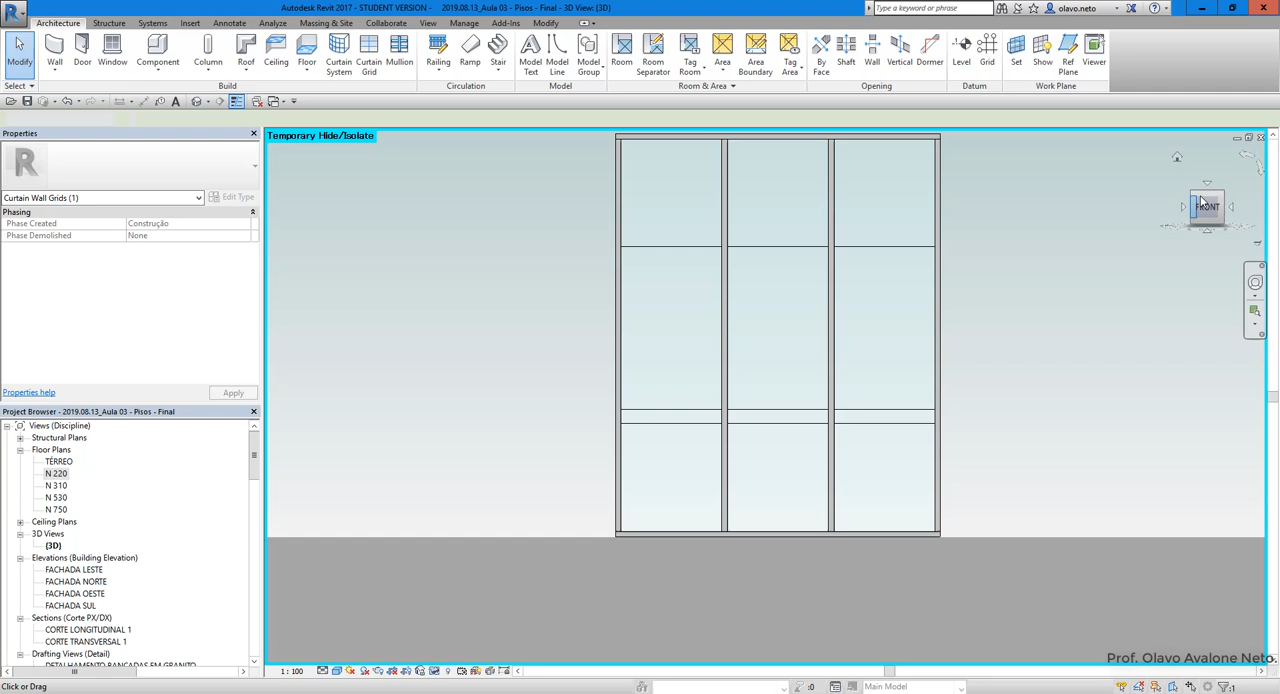 Autodesk Revit 2017 - STUDENT VERSION - 2019.08.13_Aula 03 - Pisos - Final - 3D View: {3D}
Type a keyword or phrase
olavo.neto
Architecture Structure Systems Insert Annotate Analyze Massing & Site Collaborate View Manage Add-Ins Modify
Modify Wall Door Window Component Column Roof Ceiling Floor Curtain System Curtain Grid Mullion Railing Ramp Stair Model Text Model Line Model Group Room Room Separator Tag Room Area Area Boundary Tag Area By Face Shaft Wall Vertical Dormer Level Grid Set Show Ref Plane Viewer
Select Build Circulation Model Room & Area Opening Datum Work Plane
Properties
Temporary Hide/Isolate
R
Curtain Wall Grids (1)
Edit Type
Phasing
Phase Created Construção
Phase Demolished None
FRONT
Properties help
Apply
Project Browser - 2019.08.13_Aula 03 - Pisos - Final
Views (Discipline)
Structural Plans
Floor Plans
TÉRREO
N 220
N 310
N 530
N 750
Ceiling Plans
3D Views
{3D}
Elevations (Building Elevation)
FACHADA LESTE
FACHADA NORTE
FACHADA OESTE
FACHADA SUL
Sections (Corte PX/DX)
CORTE LONGITUDINAL 1
CORTE TRANSVERSAL 1
Drafting Views (Detail)
DETALHAMENTO BANCADAS EM GRANITO
Prof. Olavo Avalone Neto.
1 : 100
Click or Drag
:0
Main Model
:1